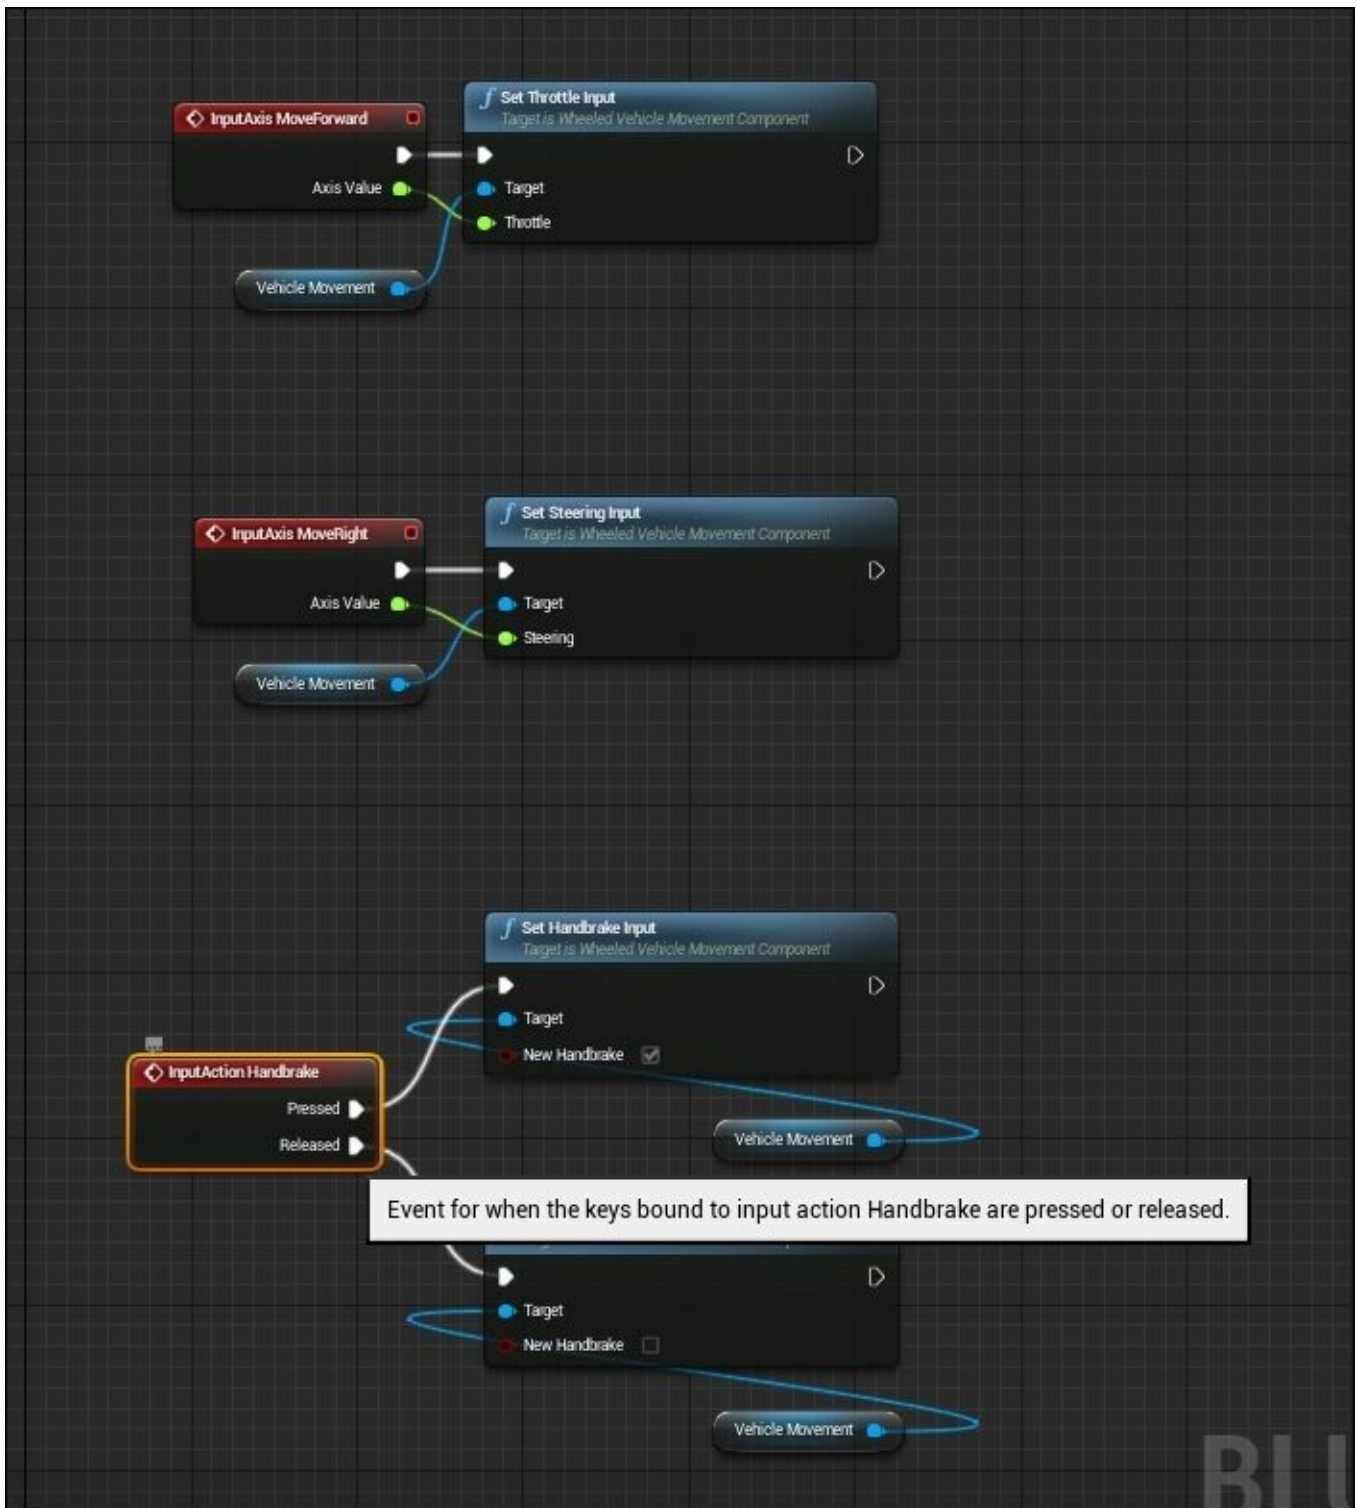 Set Throttle Input
Target is Wheeled Vehicle Movement Component
InputAxis MoveForward
Axis Value
Target
Throttle
Vehicle Movement
Set Steering Input
Target is Wheeled Vehicle Movement Component
InputAxis MoveRight
Axis Value
Target
Steering
Vehicle Movement
Set Handbrake Input
Target is Wheeled Vehicle Movement Component
Target
New Handbrake
InputAction Handbrake
Pressed
Released
Vehicle Movement
Event for when the keys bound to input action Handbrake are pressed or released.
Target
New Handbrake
Vehicle Movement